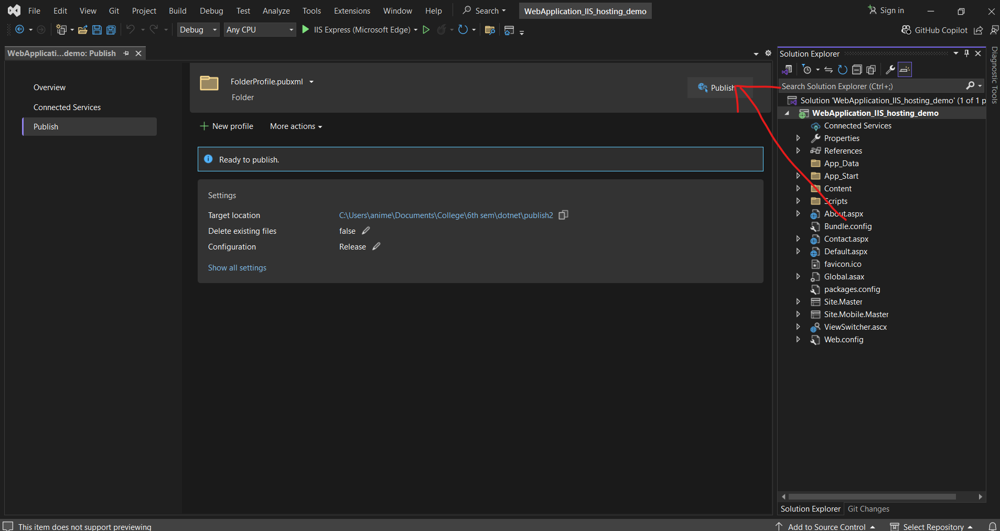 File Edit View Git Project Build Debug Test Analyze Tools Extensions Window Help Search WebApplication_IIS_hosting_demo Sign in
Debug Any CPU IIS Express (Microsoft Edge) GitHub Copilot
WebApplicati...demo: Publish
Overview
Connected Services
Publish
FolderProfile.pubxml
Folder
Publish
New profile More actions
Ready to publish.
Settings
Target location C:\Users\anime\Documents\College\6th sem\dotnet\publish2
Delete existing files false
Configuration Release
Show all settings
Solution Explorer
Search Solution Explorer (Ctrl+;)
Solution 'WebApplication_IIS_hosting_demo' (1 of 1 p
WebApplication_IIS_hosting_demo
Connected Services
Properties
References
App_Data
App_Start
Content
Scripts
About.aspx
Bundle.config
Contact.aspx
Default.aspx
favicon.ico
Global.asax
packages.config
Site.Master
Site.Mobile.Master
ViewSwitcher.ascx
Web.config
Solution Explorer Git Changes
Diagnostic Tools
This item does not support previewing Add to Source Control Select Repository